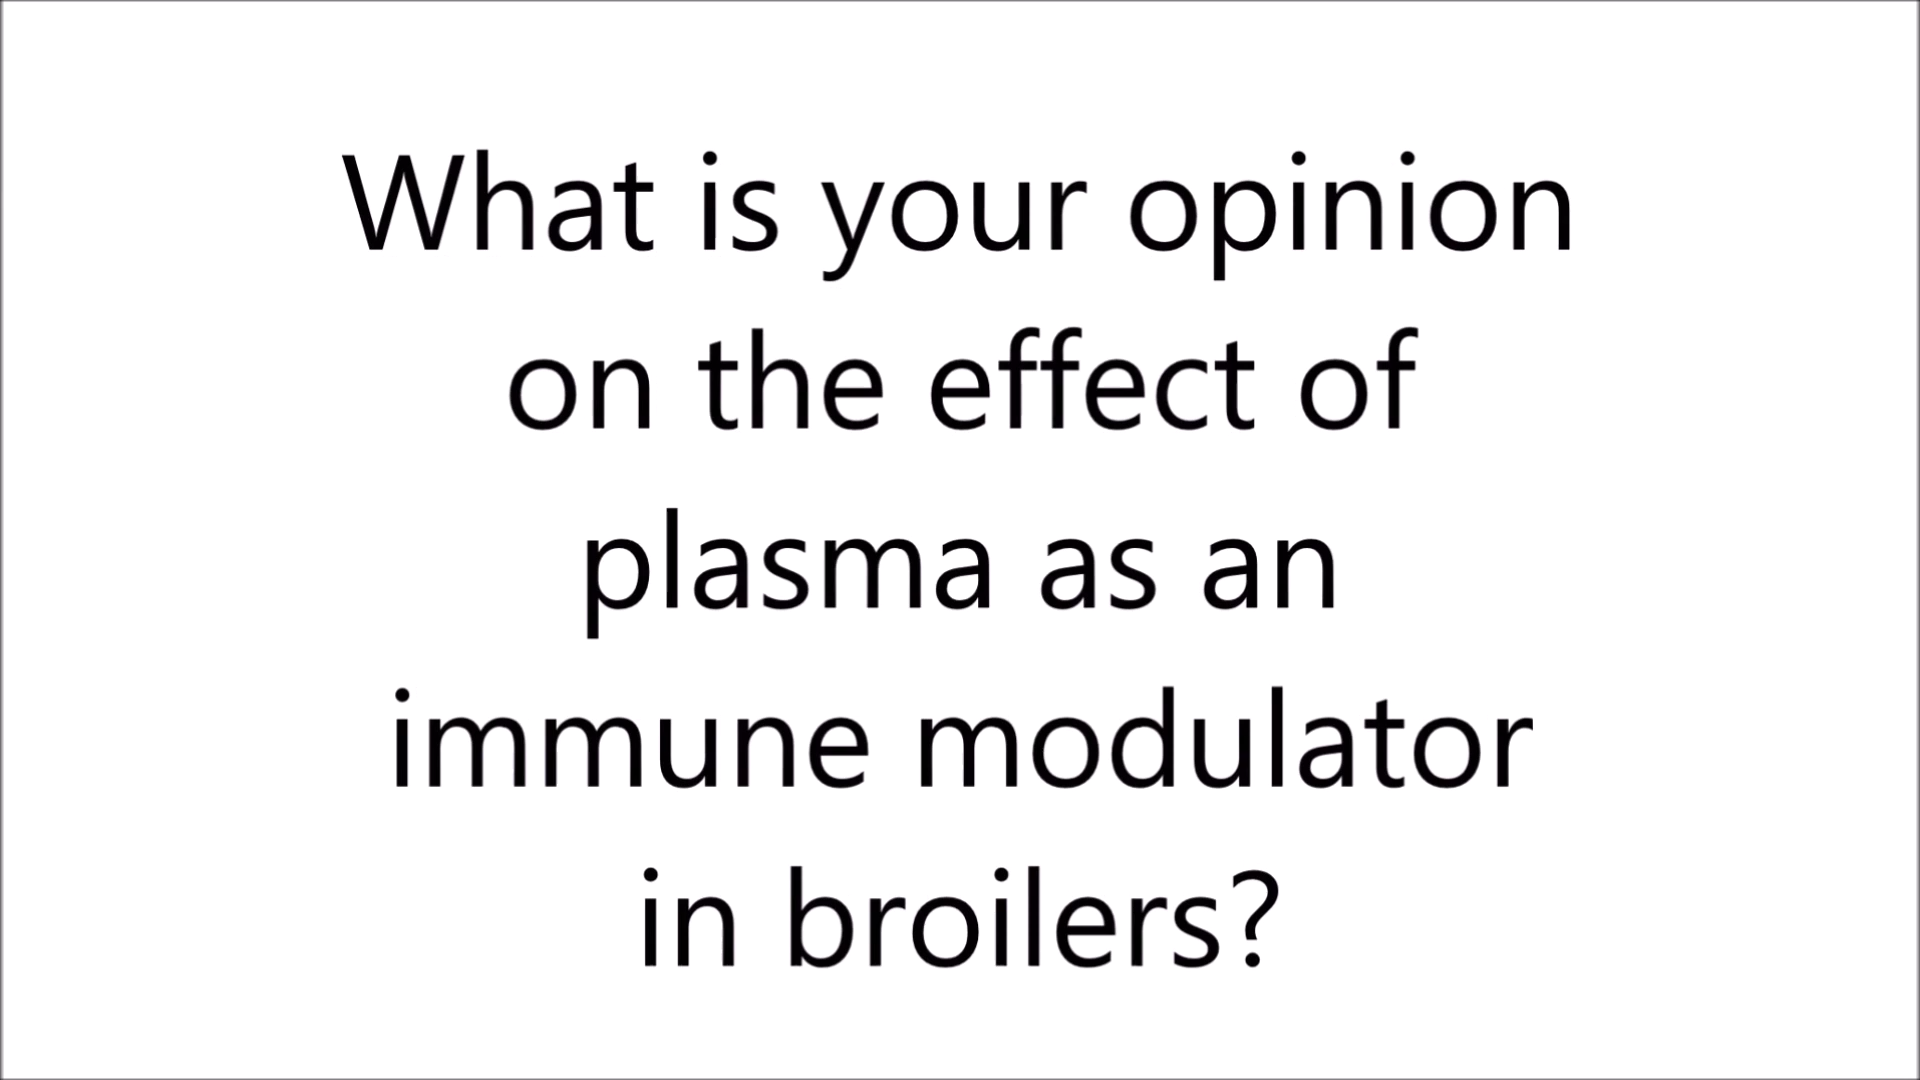 What is your opinion
on the effect of
plasma as an
immune modulator
in broilers?